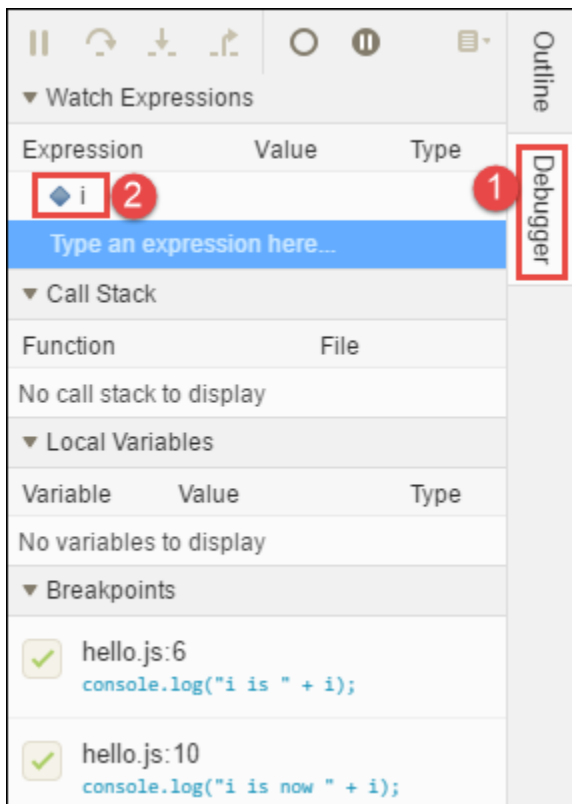 Outline
Debugger
1
▼ Watch Expressions
Expression Value Type
i 2
Type an expression here...
▼ Call Stack
Function File
No call stack to display
▼ Local Variables
Variable Value Type
No variables to display
▼ Breakpoints
hello.js:6
console.log("i is " + i);
hello.js:10
console.log("i is now " + i);